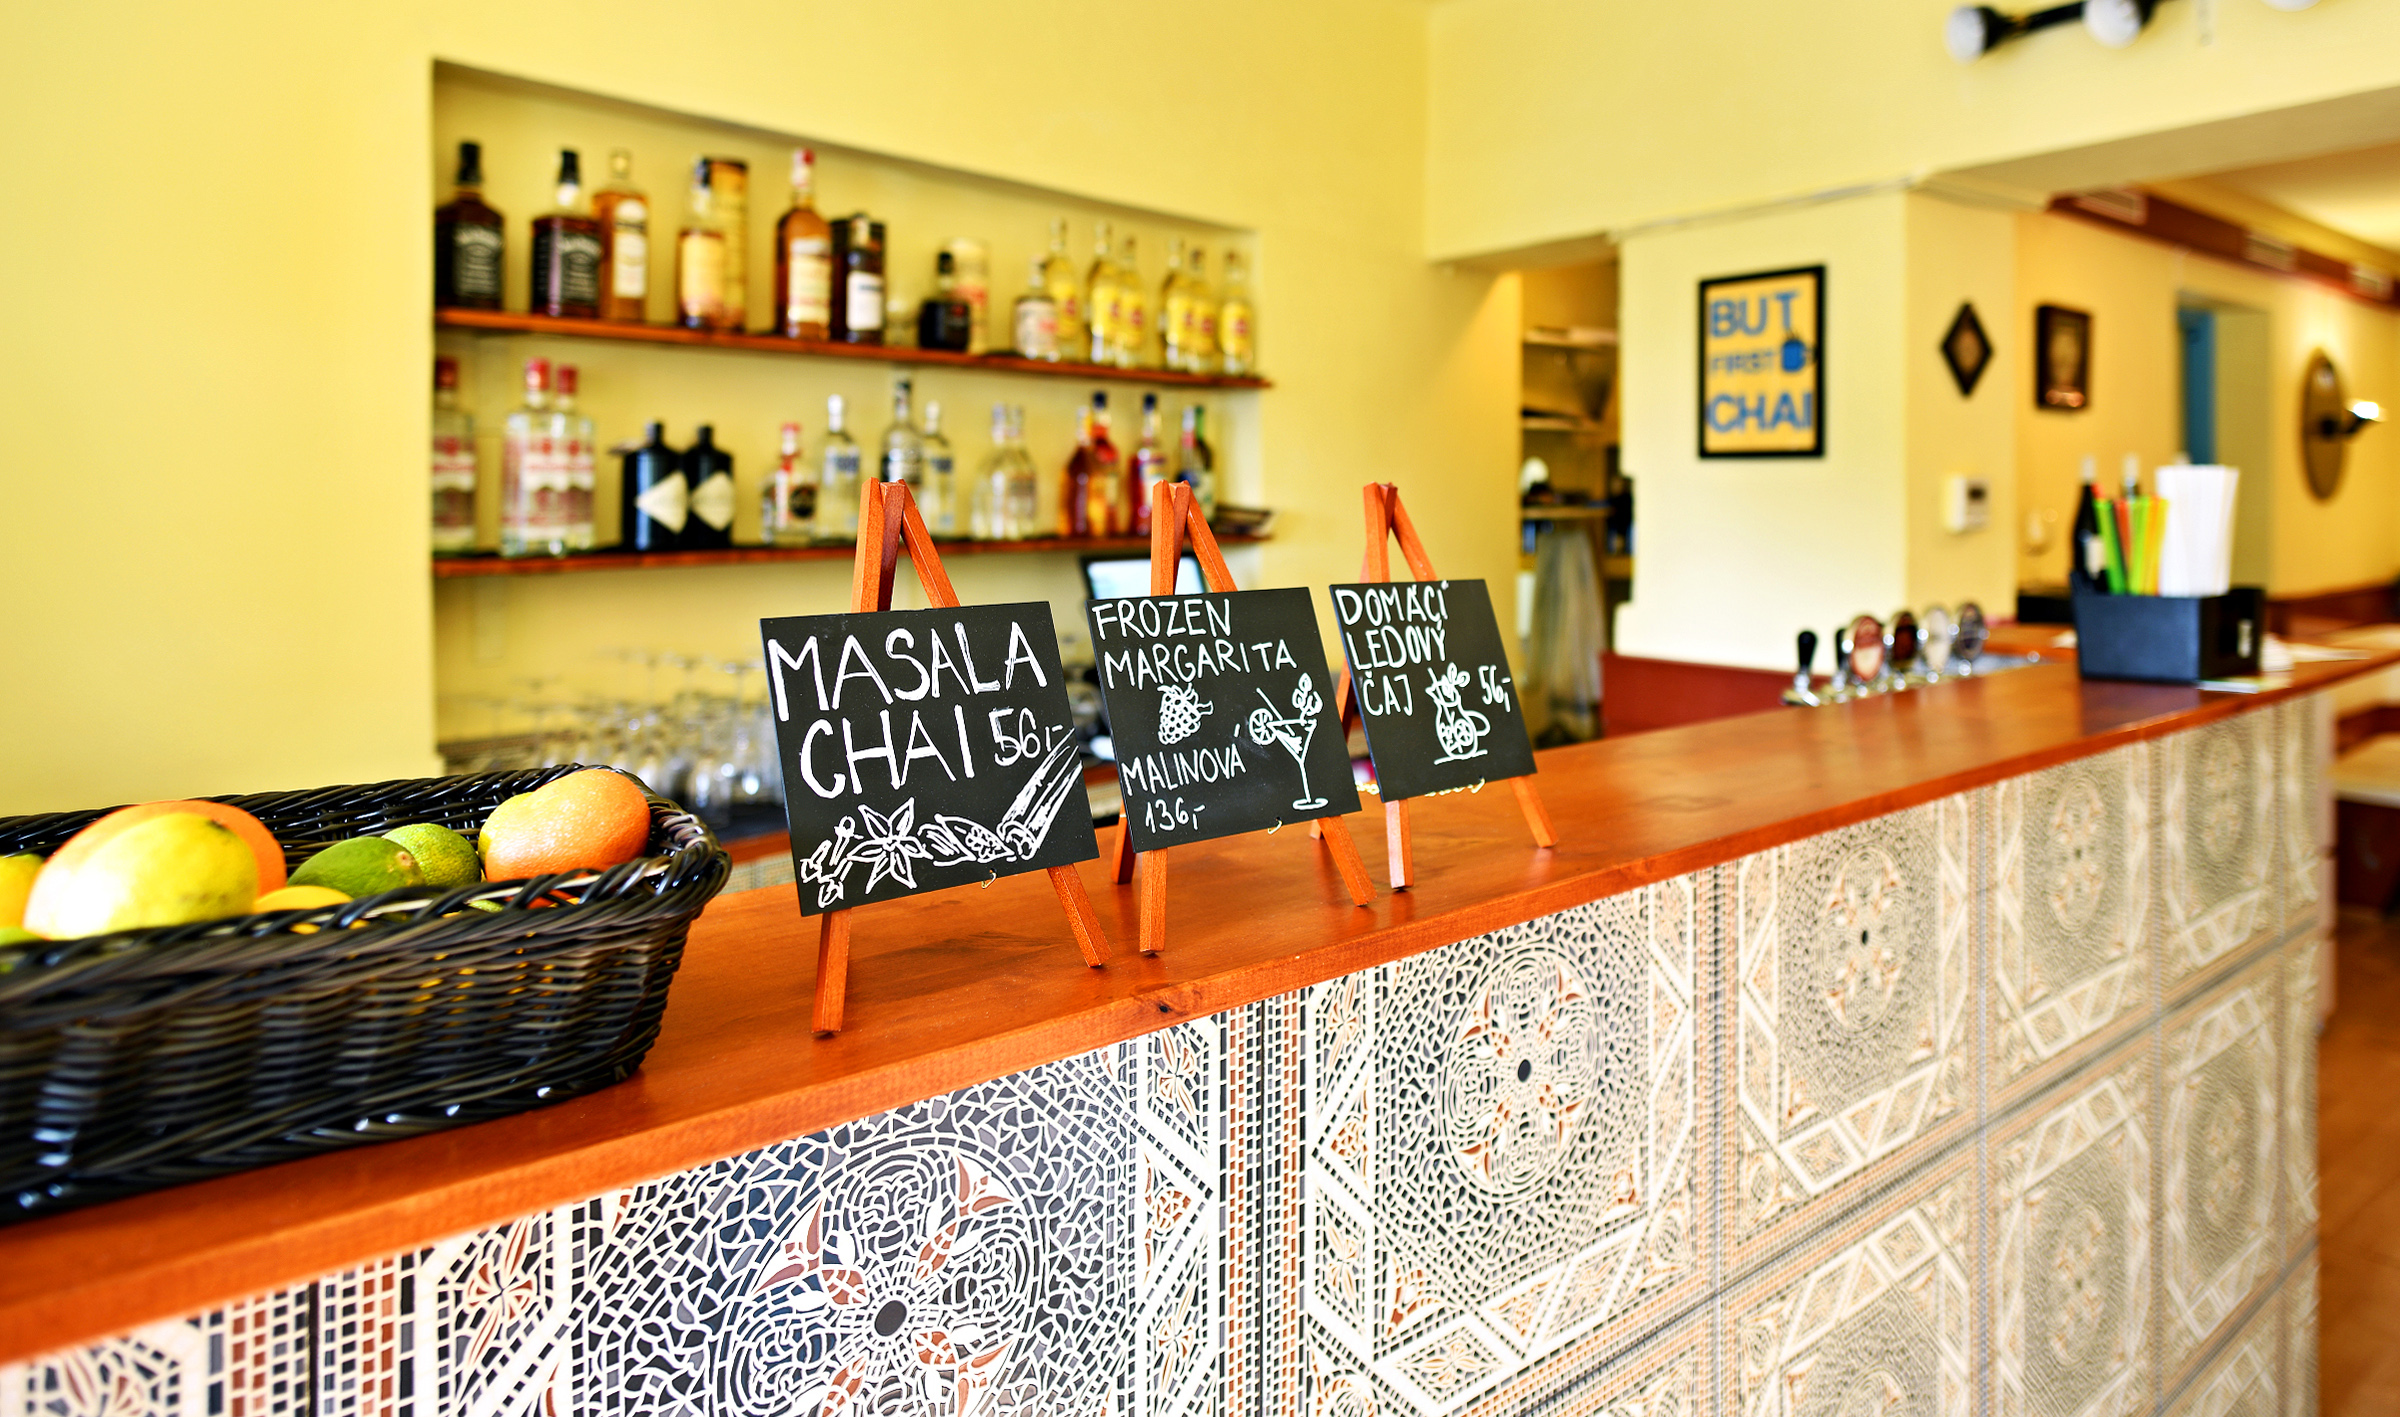 MASALA
CHAI 56,-
FROZEN
MARGARITA
MALINOVÁ
136,-
DOMÁCÍ
LEDOVÝ
ČAJ 56,-
BUT
FIRST
CHAI